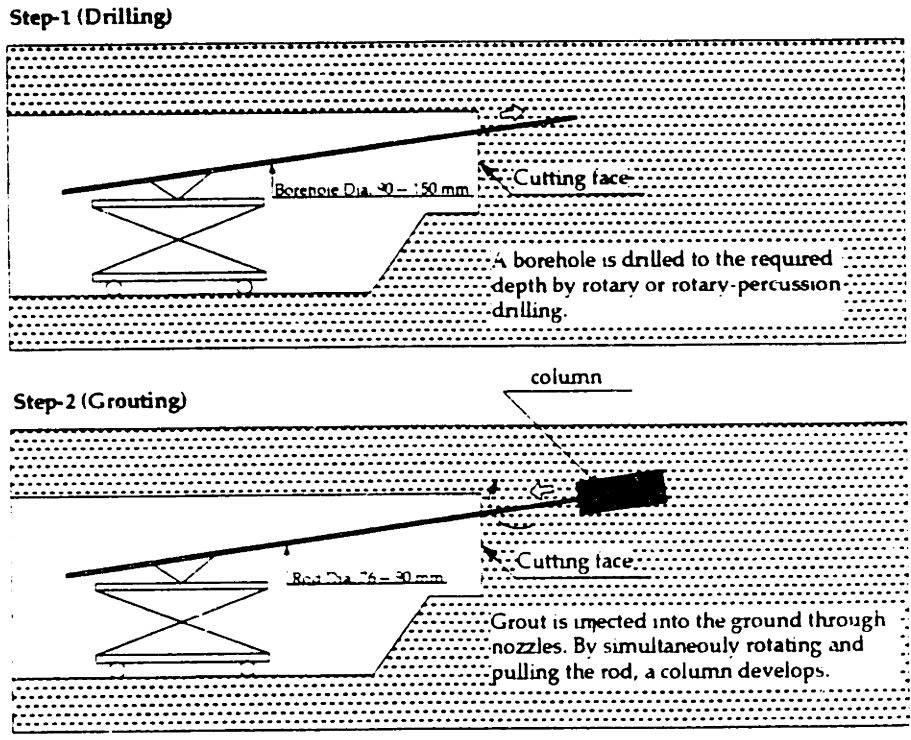 Step-1 (Drilling)
Borehole Dia. 90 – 150 mm
Cutting face
A borehole is drilled to the required
depth by rotary or rotary-percussion
drilling.
column
Step-2 (Grouting)
Cutting face
Rod Dia. – 90 mm
Grout is injected into the ground through
nozzles. By simultaneouly rotating and
pulling the rod, a column develops.